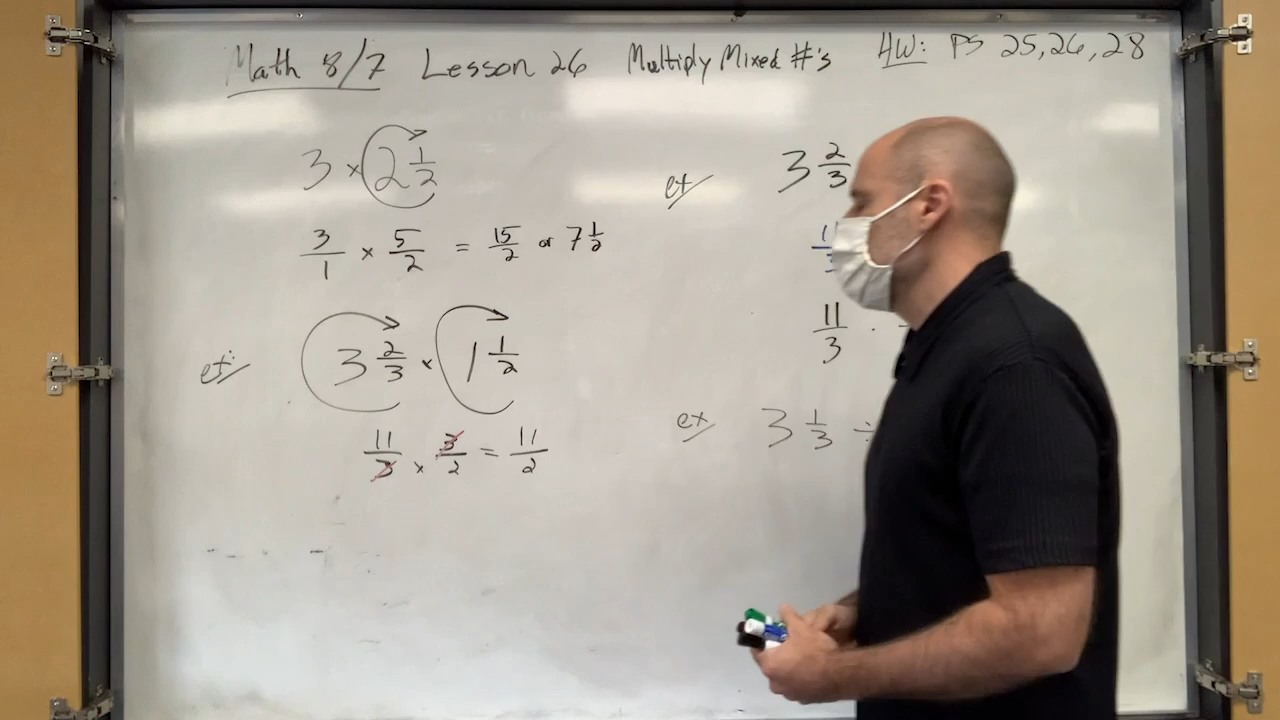 Math 8/7 Lesson 26 Multiply Mixed #'s HW: PS 25, 26, 28
3 × 2 1/2
3/1 × 5/2 = 15/2 or 7 1/2
ex: 3 2/3 × 1 1/2
11/3 × 3/2 = 11/2
ex 3 2/3
11/3 ·
ex 3 1/3 ÷